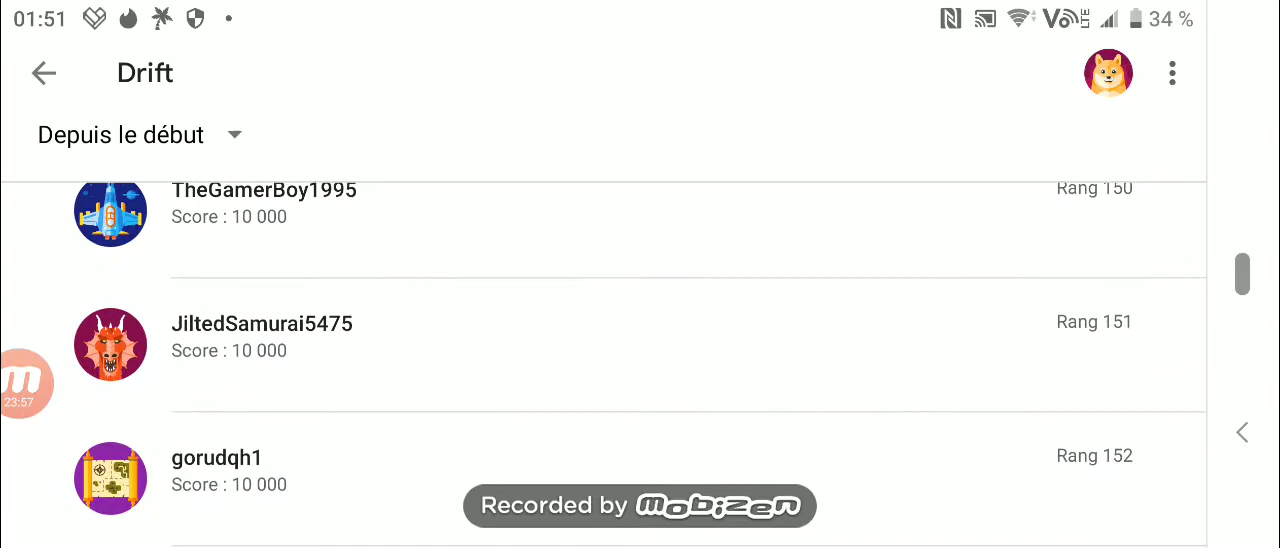 01:51
VoLTE
34 %
Drift
Depuis le début
TheGamerBoy1995
Rang 150
Score : 10 000
JiltedSamurai5475
Rang 151
Score : 10 000
m
23:57
gorudqh1
Rang 152
Score : 10 000
Recorded by mobizen